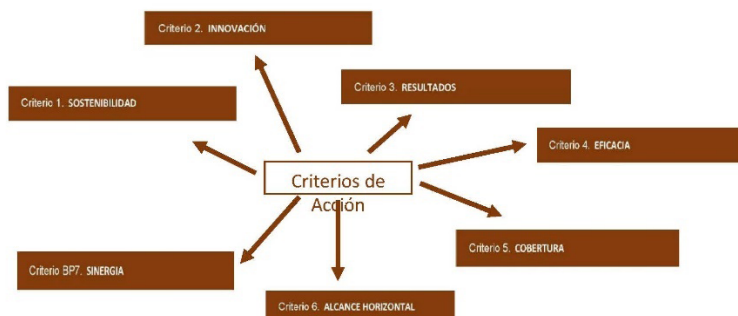 Criterio 2. INNOVACIÓN
Criterio 3. RESULTADOS
Criterio 1. SOSTENIBILIDAD
Criterio 4. EFICACIA
Criterios de
Acción
Criterio 5. COBERTURA
Criterio BP7. SINERGIA
Criterio 6. ALCANCE HORIZONTAL